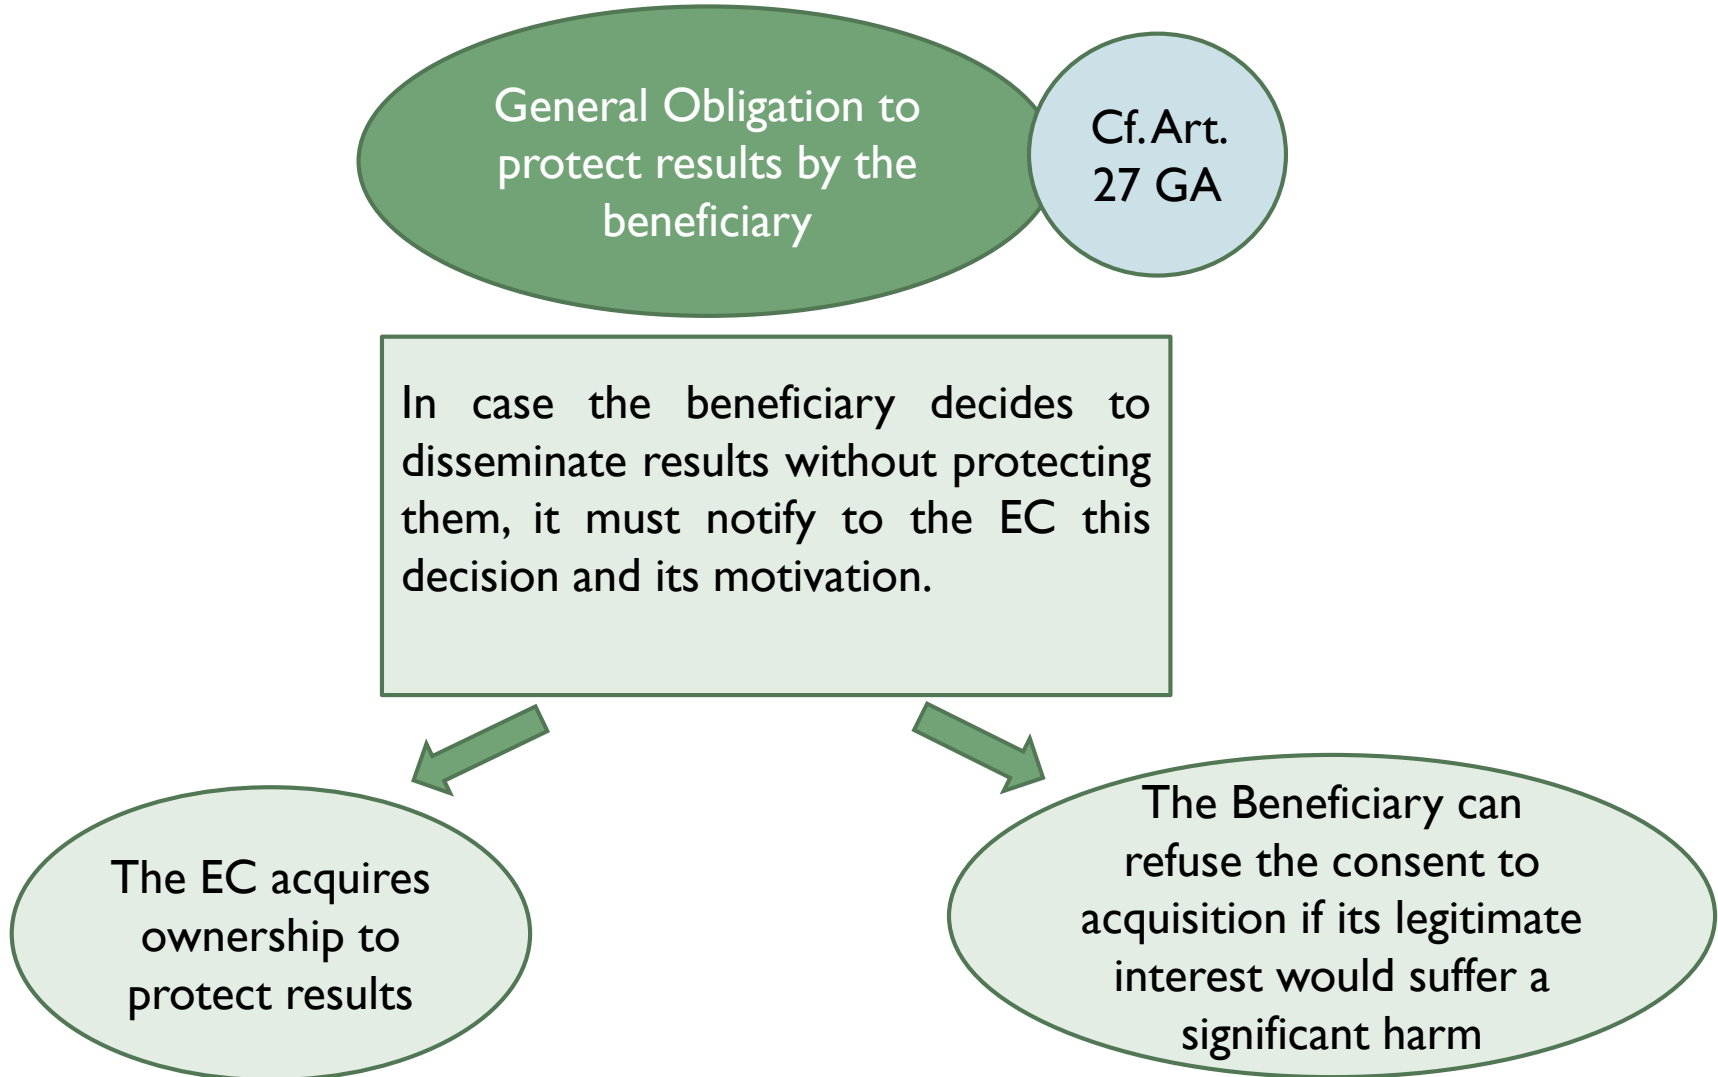 General Obligation to
protect results by the
beneficiary
Cf. Art.
27 GA
In case the beneficiary decides to
disseminate results without protecting
them, it must notify to the EC this
decision and its motivation.
The EC acquires
ownership to
protect results
The Beneficiary can
refuse the consent to
acquisition if its legitimate
interest would suffer a
significant harm